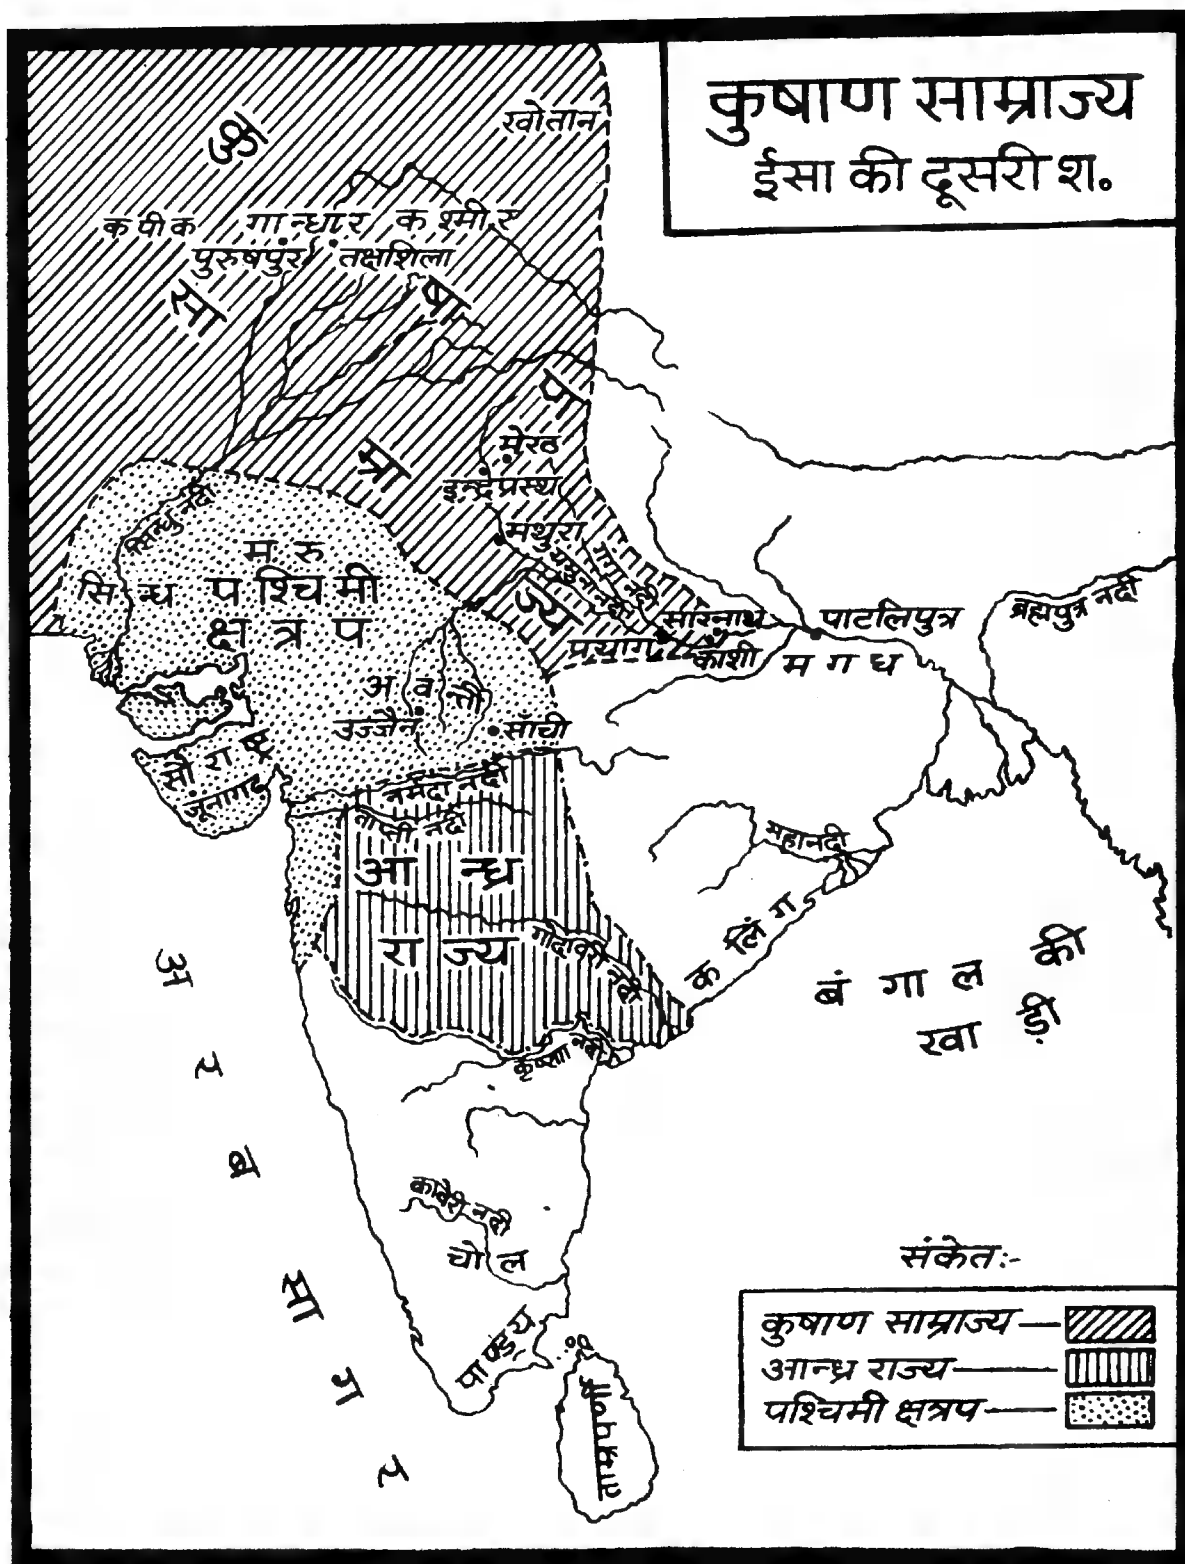 कुषाण साम्राज्य
ईसा की दूसरी श.
कु षा ण
सा म्रा ज्य
खोतान
कपीक गान्धार कश्मीर
पुरुषपुर तक्षशिला
मेरठ
इन्द्रप्रस्थ
मथुरा
गंगा नदी
यमुना नदी
सिन्धु नदी
मरु
सिन्ध पश्चिमी
क्षत्रप
सारनाथ पाटलिपुत्र
ब्रह्मपुत्र नदी
प्रयाग काशी मगध
अवन्ती
उज्जैन साँची
सौराष्ट्र
जूनागढ़
नर्मदा नदी
ताप्ती नदी
महानदी
आन्ध्र
राज्य
गोदावरी नदी
कलिंग
कृष्णा नदी
बंगाल की
खाड़ी
अरब सागर
कावेरी नदी
चोल
पाण्ड्य
संकेतः-
कुषाण साम्राज्य
आन्ध्र राज्य
पश्चिमी क्षत्रप